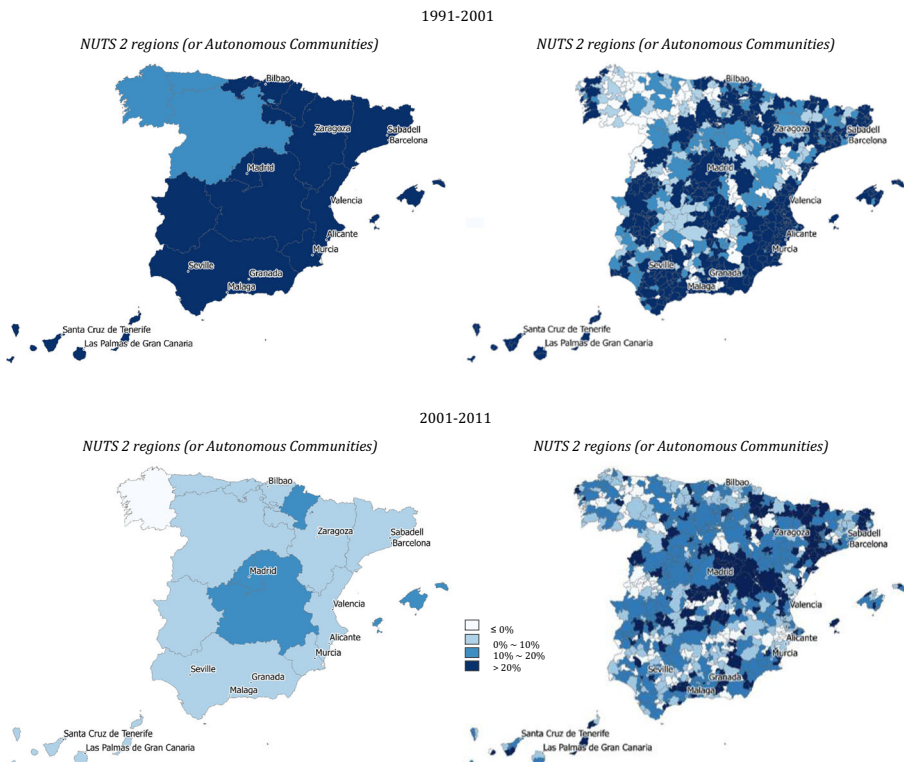 1991-2001
NUTS 2 regions (or Autonomous Communities)
NUTS 2 regions (or Autonomous Communities)
Bilbao
Zaragoza
Sabadell
Barcelona
Madrid
Valencia
Alicante
Murcia
Seville
Granada
Malaga
Santa Cruz de Tenerife
Las Palmas de Gran Canaria
Bilbao
Zaragoza
Sabadell
Barcelona
Madrid
Valencia
Alicante
Murcia
Seville
Granada
Malaga
Santa Cruz de Tenerife
Las Palmas de Gran Canaria
2001-2011
NUTS 2 regions (or Autonomous Communities)
NUTS 2 regions (or Autonomous Communities)
Bilbao
Zaragoza
Sabadell
Barcelona
Madrid
Valencia
Alicante
Murcia
Seville
Granada
Malaga
Santa Cruz de Tenerife
Las Palmas de Gran Canaria
≤ 0%
0% ~ 10%
10% ~ 20%
> 20%
Bilbao
Zaragoza
Sabadell
Barcelona
Madrid
Valencia
Alicante
Murcia
Seville
Granada
Malaga
Santa Cruz de Tenerife
Las Palmas de Gran Canaria